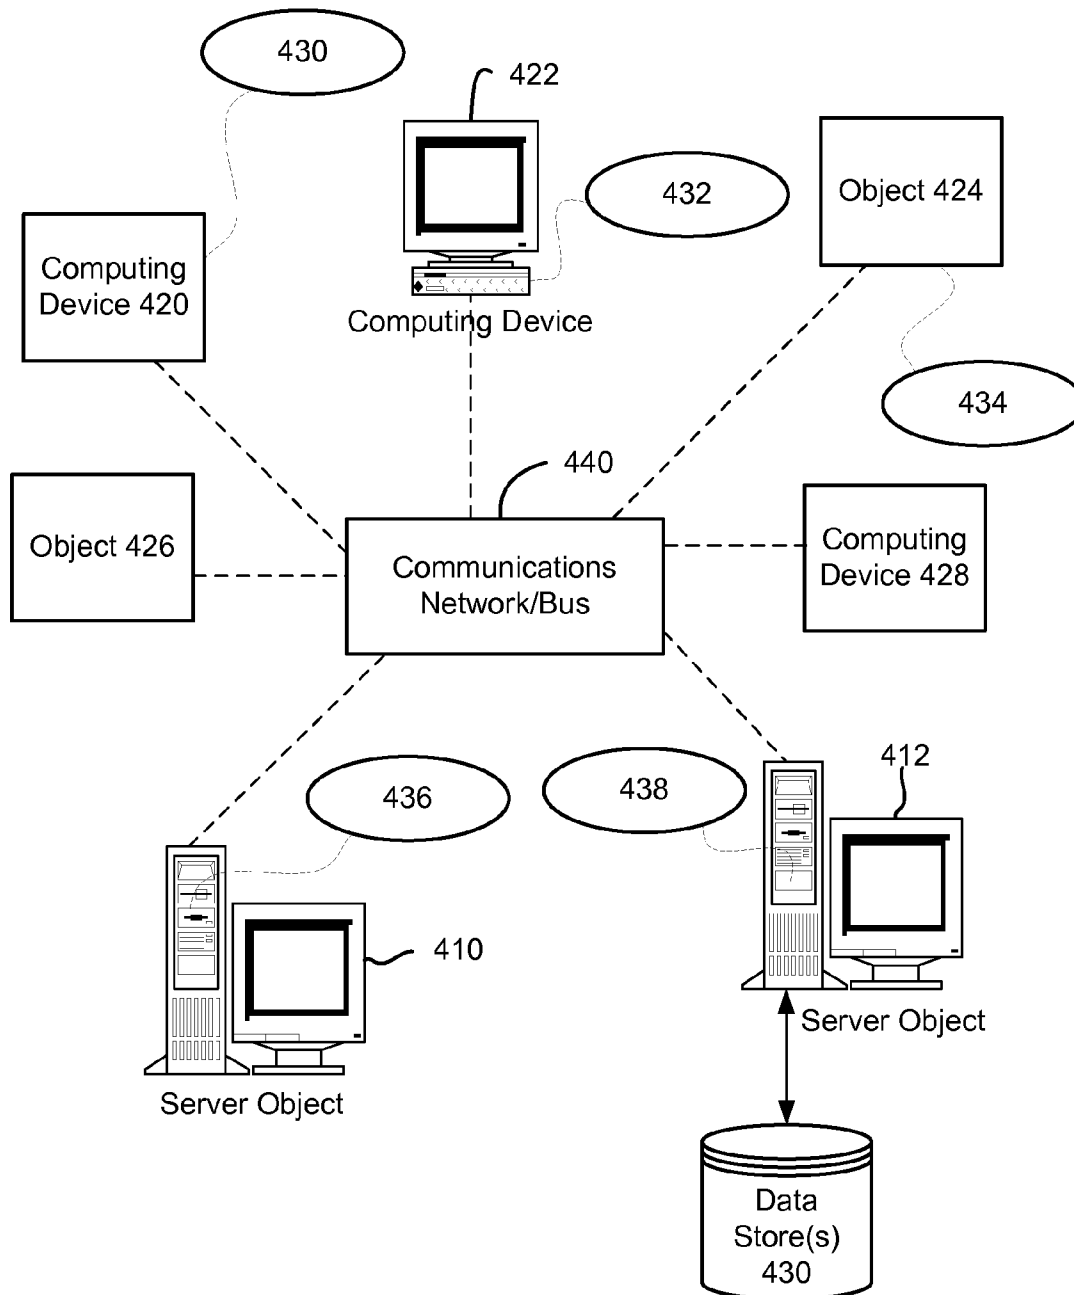 430
422
432
Object 424
Computing
Device 420
Computing Device
434
440
Object 426
Communications
Network/Bus
Computing
Device 428
436
438
412
410
Server Object
Server Object
Data
Store(s)
430